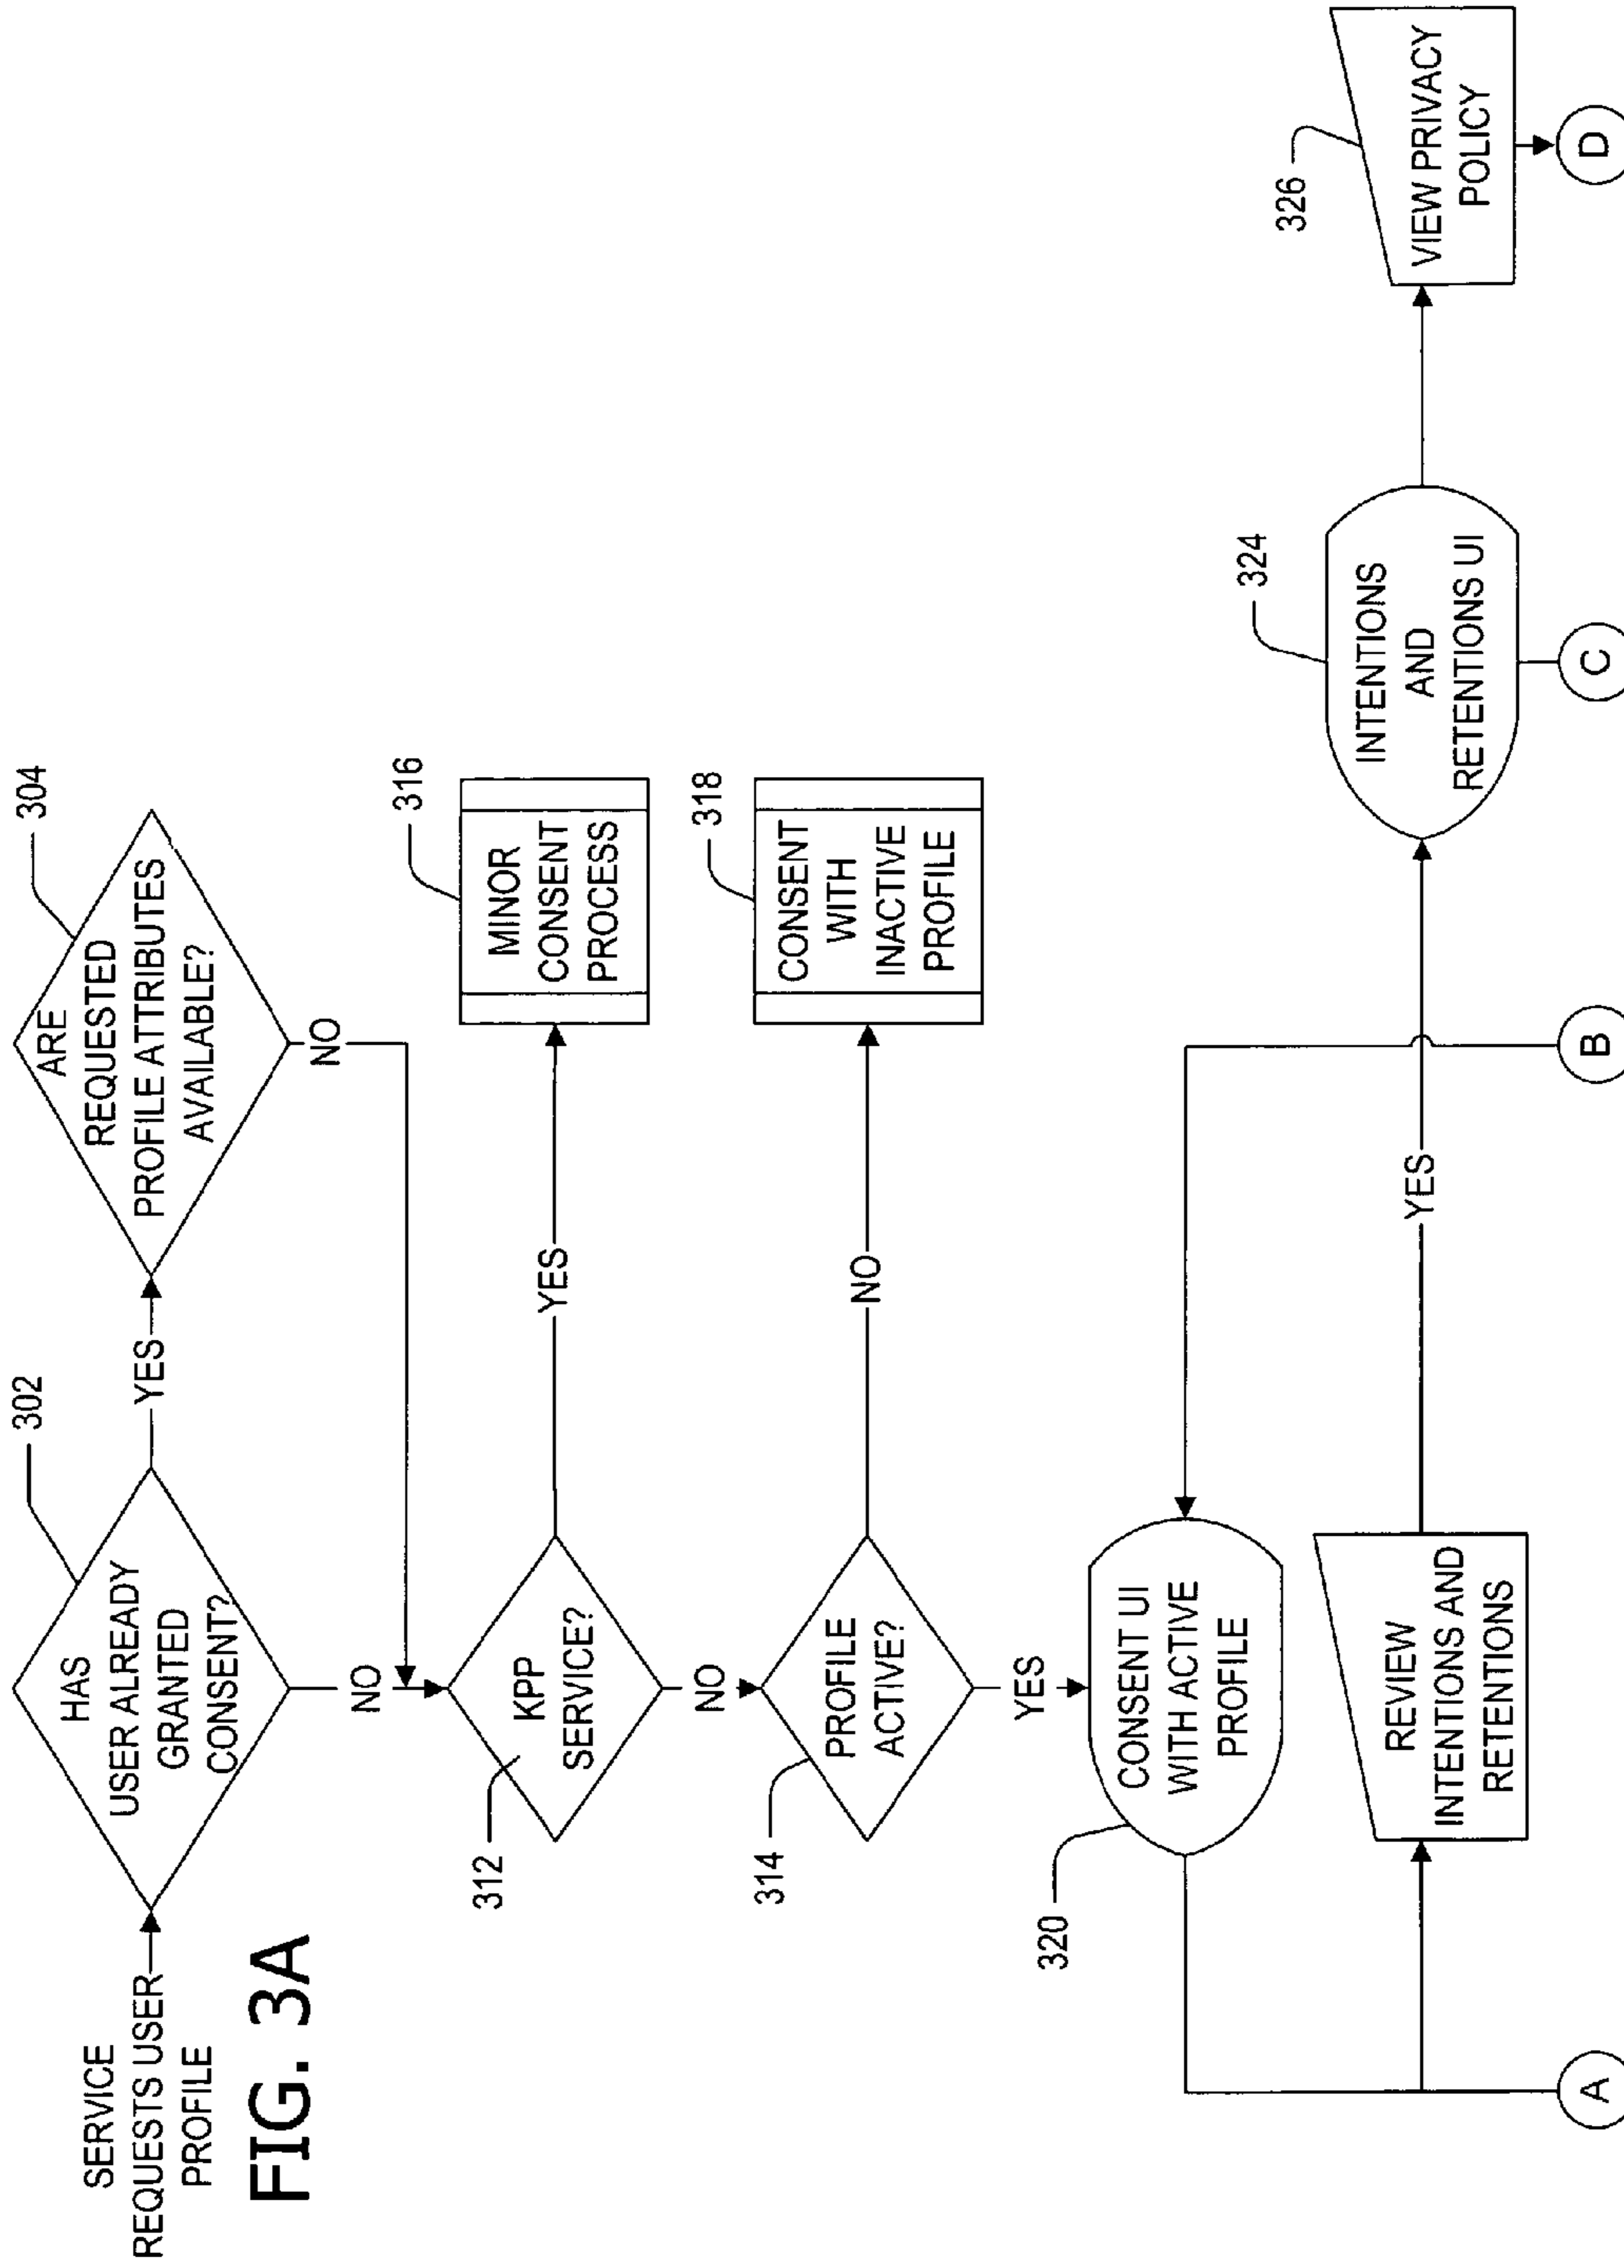 SERVICE
REQUESTS USER
PROFILE
FIG. 3A
302
HAS
USER ALREADY
GRANTED
CONSENT?
YES
304
ARE
REQUESTED
PROFILE ATTRIBUTES
AVAILABLE?
NO
NO
312
KPP
SERVICE?
YES
316
MINOR
CONSENT
PROCESS
NO
314
PROFILE
ACTIVE?
NO
318
CONSENT
WITH
INACTIVE
PROFILE
YES
320
CONSENT UI
WITH ACTIVE
PROFILE
REVIEW
INTENTIONS AND
RETENTIONS
YES
324
INTENTIONS
AND
RETENTIONS UI
326
VIEW PRIVACY
POLICY
A
B
C
D